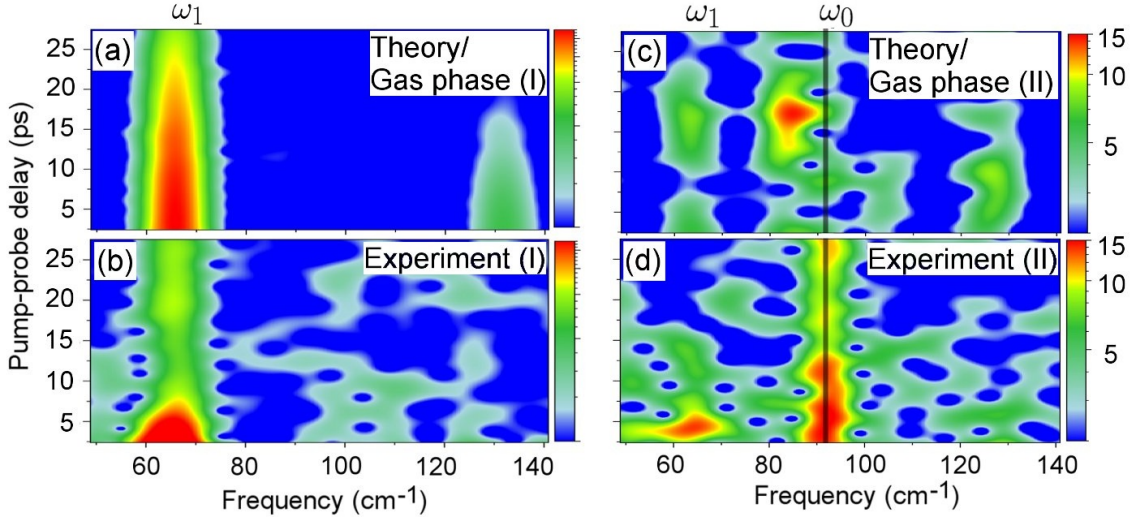 ω1
ω1
ω0
(a)
Theory/
Gas phase (I)
(c)
Theory/
Gas phase (II)
25
20
15
10
5
15
10
5
(b)
Experiment (I)
(d)
Experiment (II)
25
20
15
10
5
15
10
5
Pump-probe delay (ps)
60
80
100
120
140
60
80
100
120
140
Frequency (cm-1)
Frequency (cm-1)